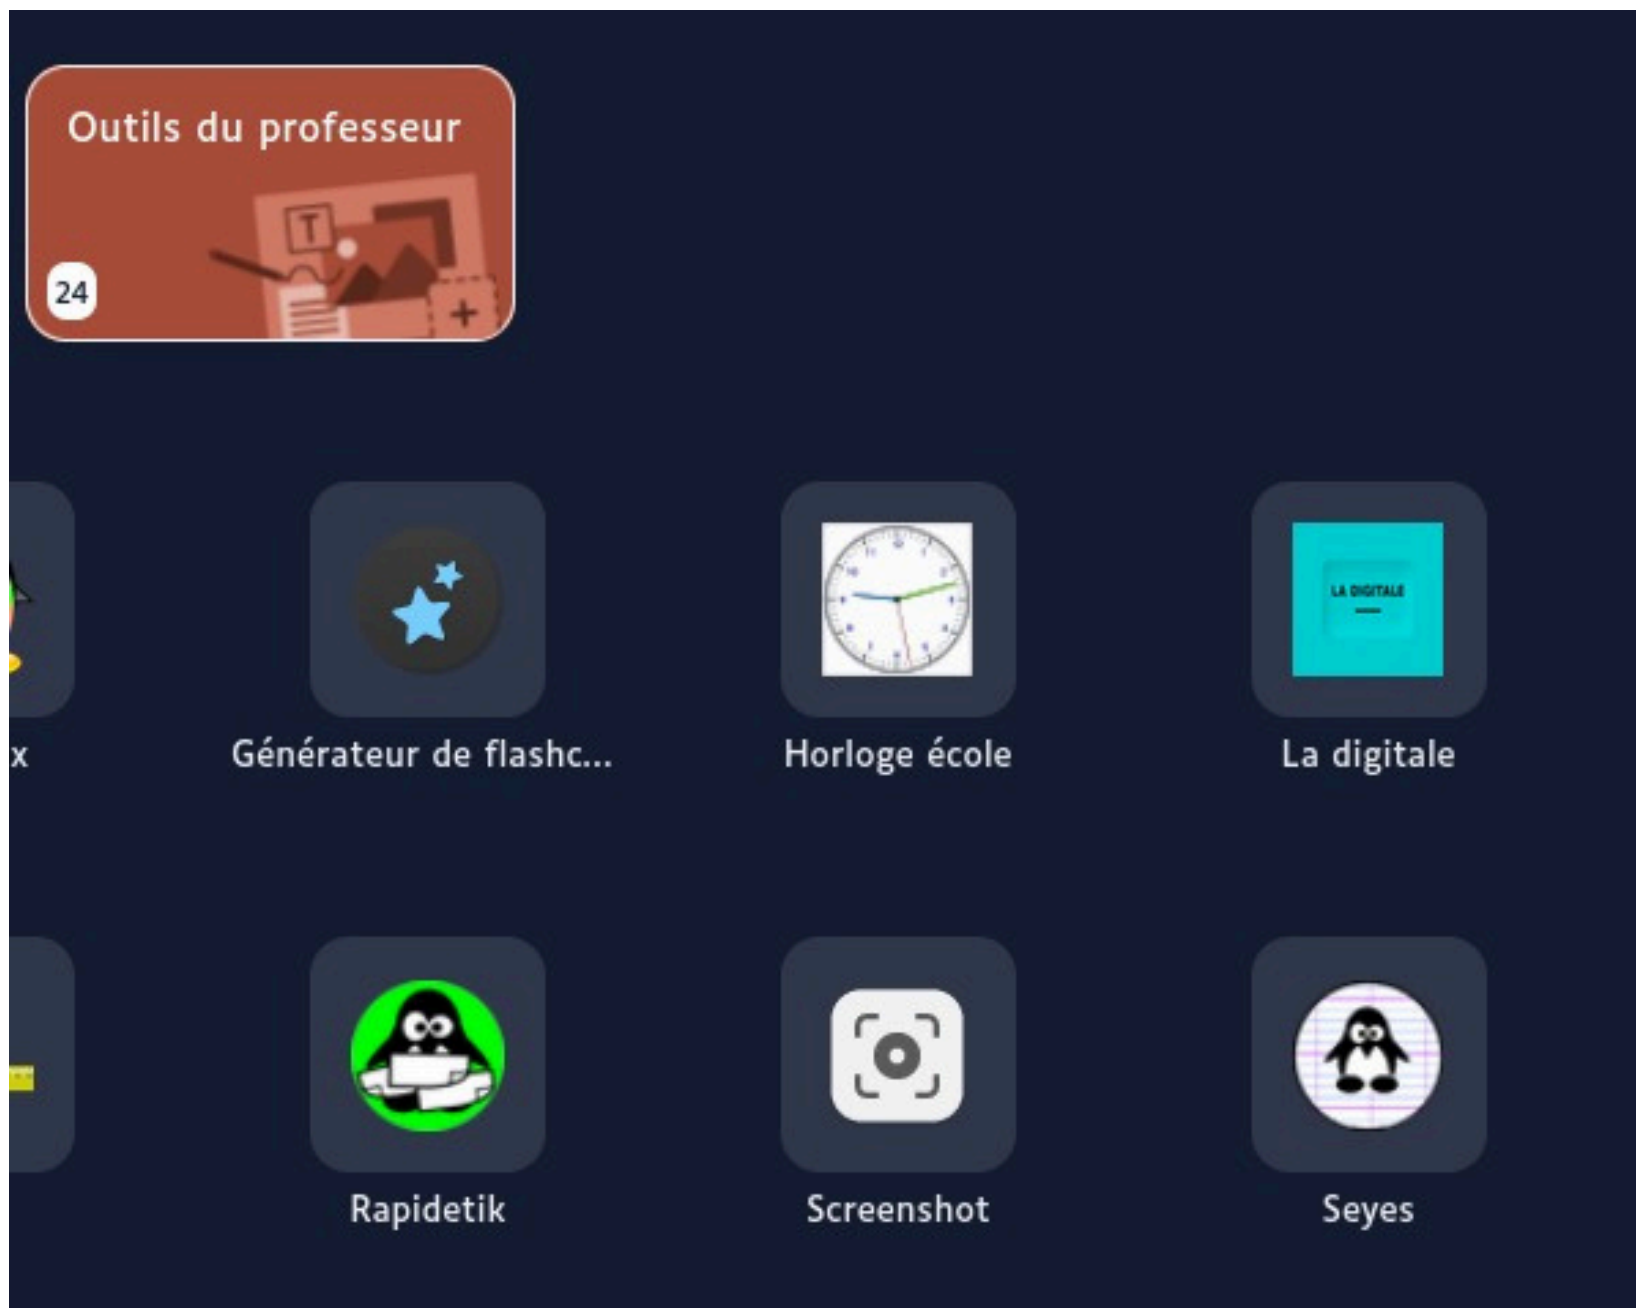 Outils du professeur
T
24
+
LA DIGITALE
x
Générateur de flashc...
Horloge école
La digitale
Rapidetik
Screenshot
Seyes